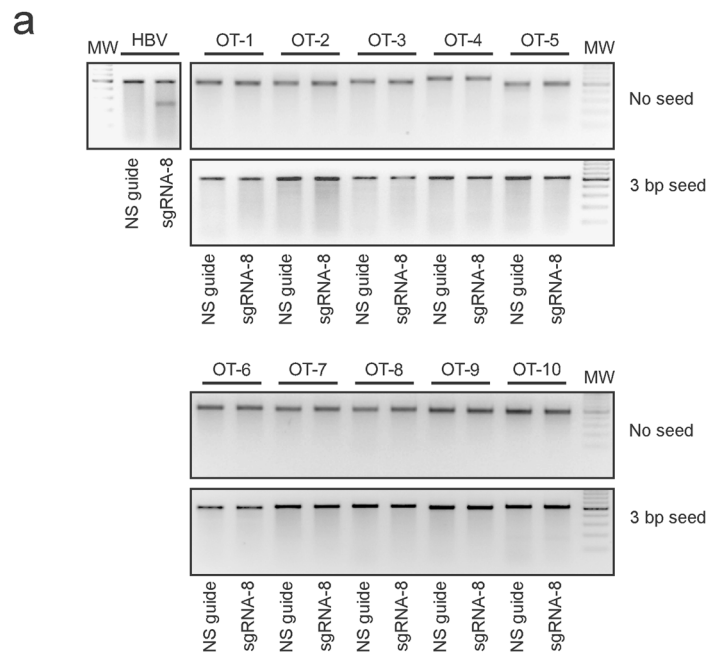 a
MW HBV OT-1 OT-2 OT-3 OT-4 OT-5 MW
No seed
3 bp seed
NS guide sgRNA-8
NS guide sgRNA-8 NS guide sgRNA-8 NS guide sgRNA-8 NS guide sgRNA-8 NS guide sgRNA-8
OT-6 OT-7 OT-8 OT-9 OT-10 MW
No seed
3 bp seed
NS guide sgRNA-8 NS guide sgRNA-8 NS guide sgRNA-8 NS guide sgRNA-8 NS guide sgRNA-8